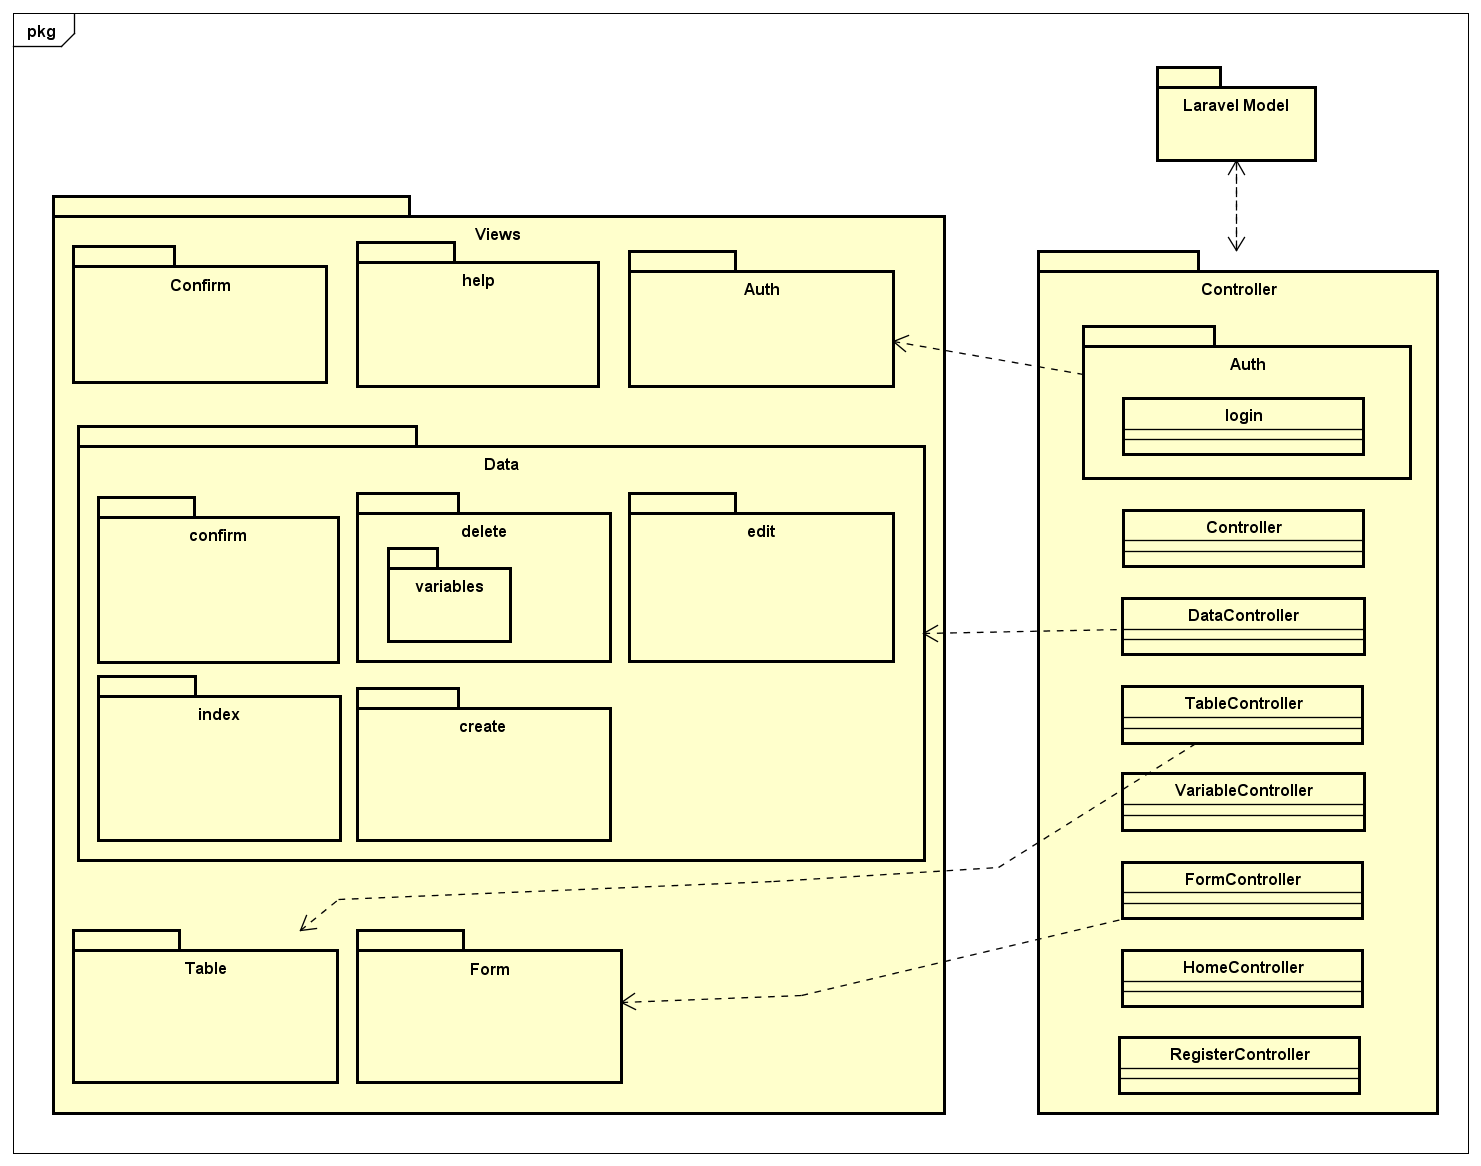 pkg
Laravel Model
Views
Confirm
help
Auth
Data
confirm
delete
variables
edit
index
create
Table
Form
Controller
Auth
login
Controller
DataController
TableController
VariableController
FormController
HomeController
RegisterController